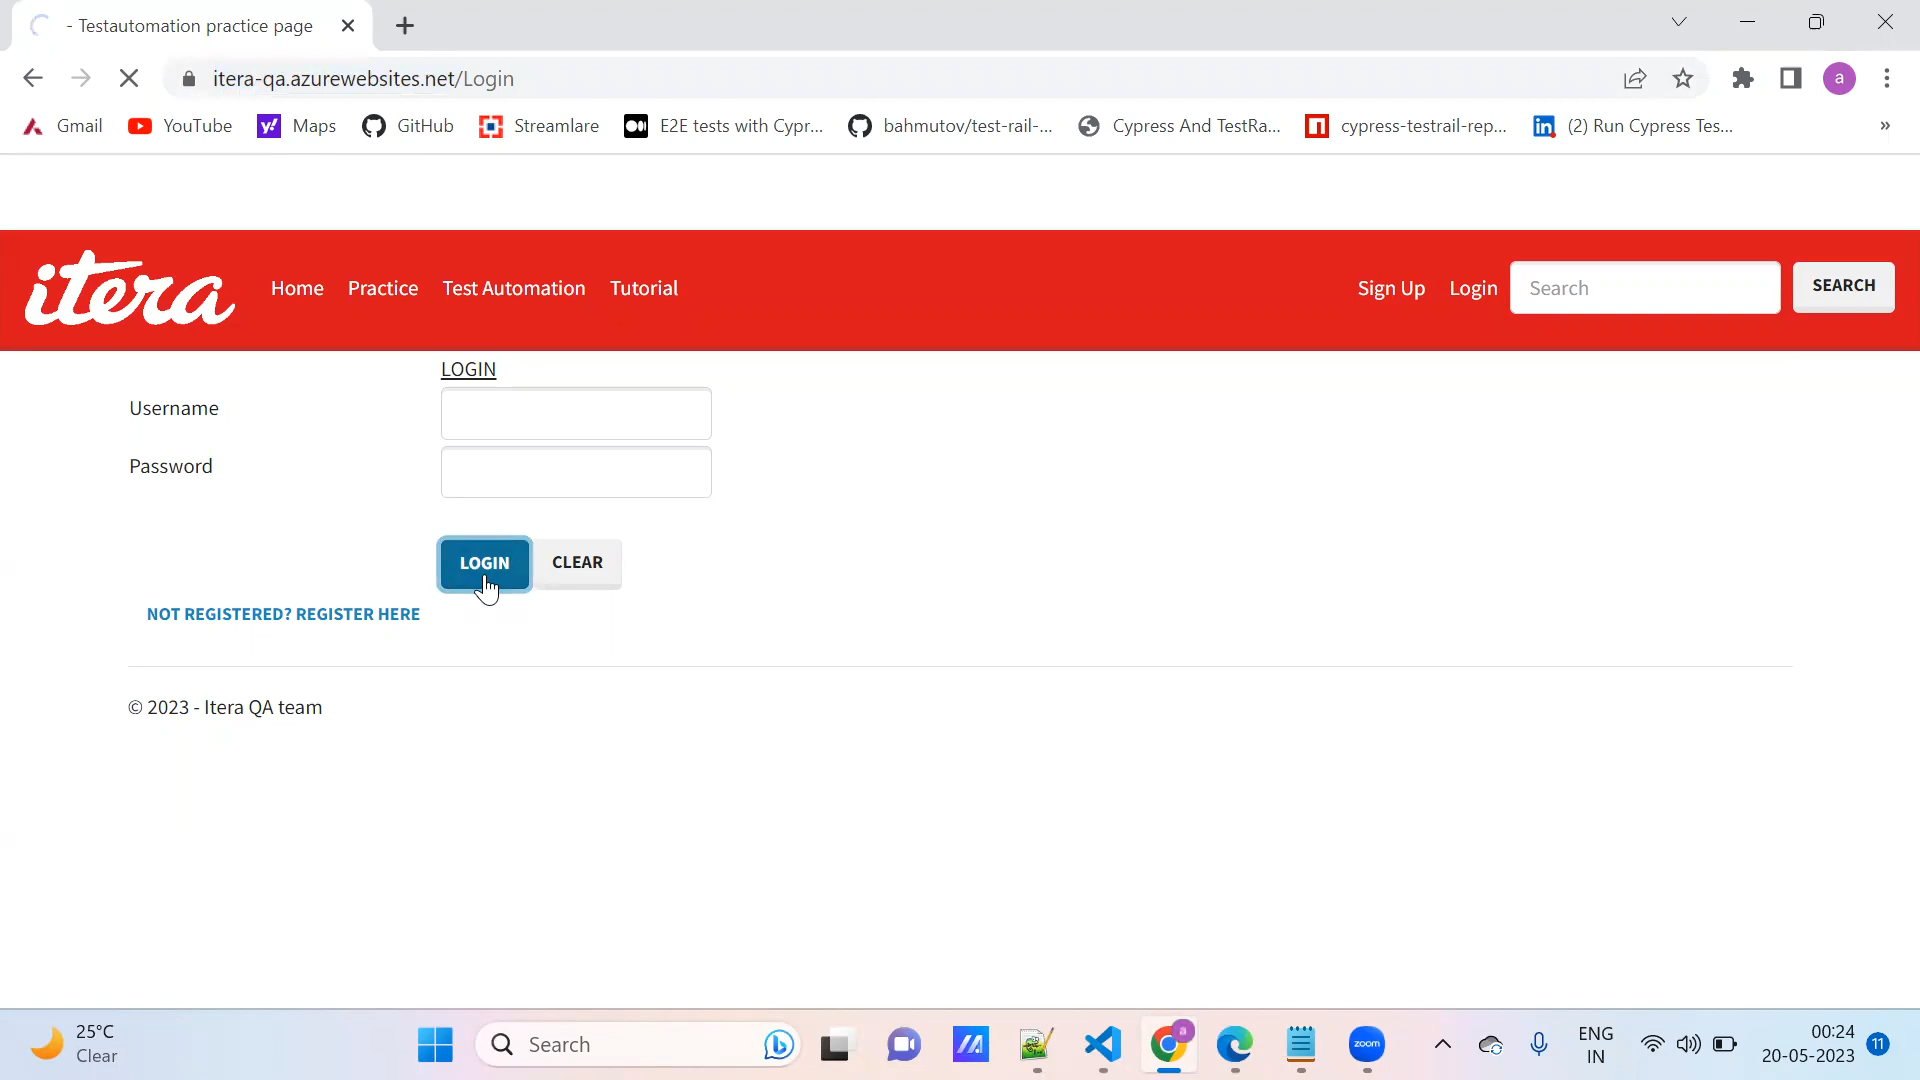 - Testautomation practice page
itera-qa.azurewebsites.net/Login
a
Gmail
YouTube
Maps
GitHub
Streamlare
E2E tests with Cypr...
bahmutov/test-rail-...
Cypress And TestRa...
cypress-testrail-rep...
(2) Run Cypress Tes...
»
itera
Home Practice Test Automation Tutorial
Sign Up Login Search SEARCH
LOGIN
Username
Password
LOGIN CLEAR
NOT REGISTERED? REGISTER HERE
© 2023 - Itera QA team
25°C
Clear
Search
a
zoom
ENG
IN
00:24
20-05-2023
11